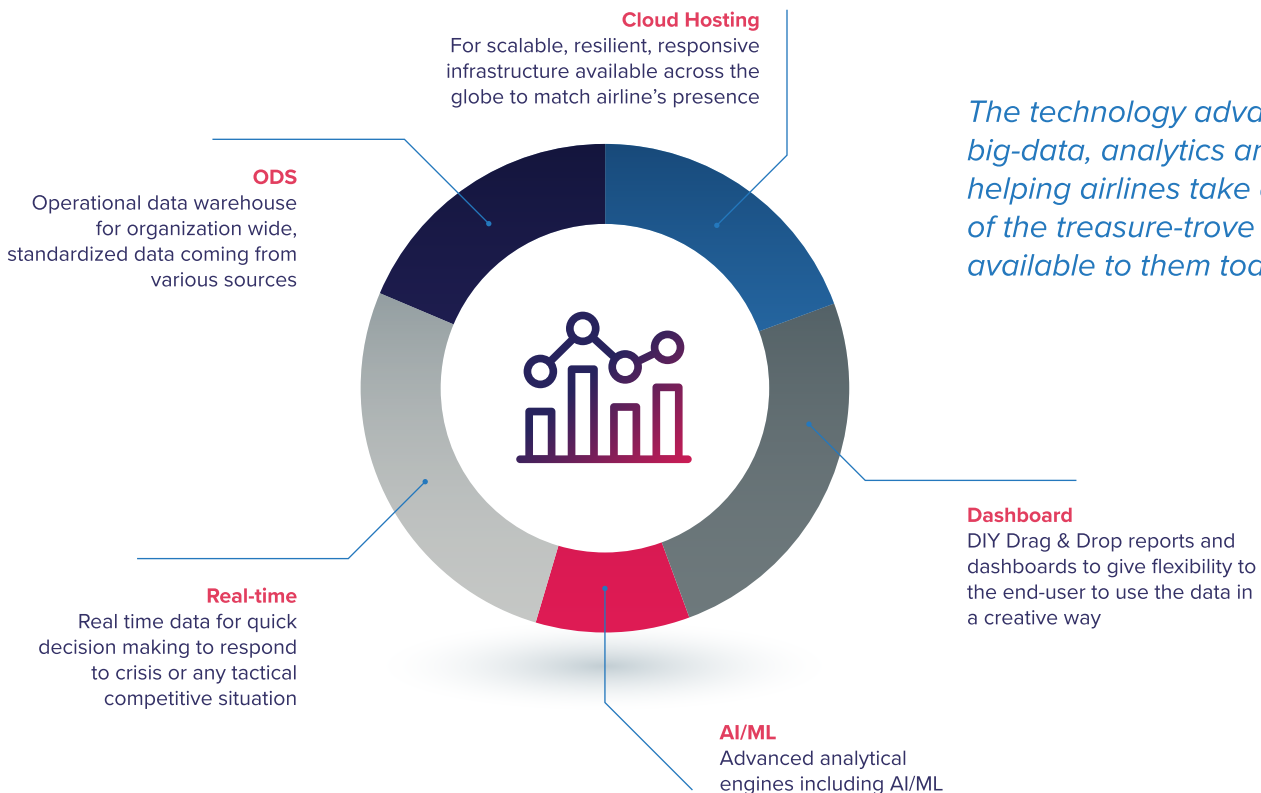 Cloud Hosting
For scalable, resilient, responsive
infrastructure available across the
globe to match airline’s presence
The technology
big-data, analytics
helping airlines take
of the treasure-trove
available to them
ODS
Operational data warehouse
for organization wide,
standardized data coming from
various sources
Dashboard
DIY Drag & Drop reports and
dashboards to give flexibility to
the end-user to use the data in
a creative way
Real-time
Real time data for quick
decision making to respond
to crisis or any tactical
competitive situation
AI/ML
Advanced analytical
engines including AI/ML